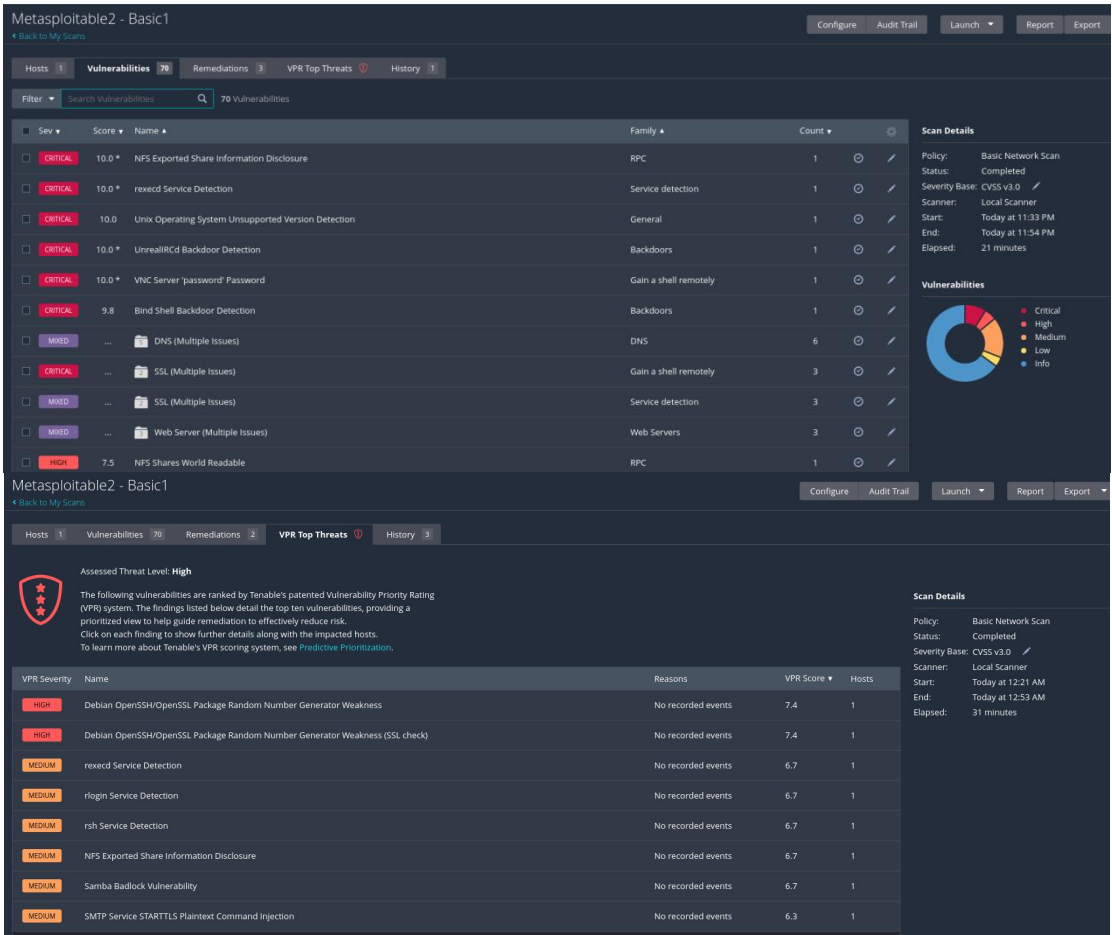 Metasploitable2 - Basic1
Back to My Scans
Configure Audit Trail Launch Report Export
Hosts 1 Vulnerabilities 70 Remediations 3 VPR Top Threats History 1
Filter Search Vulnerabilities 70 Vulnerabilities
Sev Score Name Family Count
CRITICAL 10.0 * NFS Exported Share Information Disclosure RPC 1
CRITICAL 10.0 * rexecd Service Detection Service detection 1
CRITICAL 10.0 Unix Operating System Unsupported Version Detection General 1
CRITICAL 10.0 * UnrealIRCd Backdoor Detection Backdoors 1
CRITICAL 10.0 * VNC Server 'password' Password Gain a shell remotely 1
CRITICAL 9.8 Bind Shell Backdoor Detection Backdoors 1
MIXED ... 5 DNS (Multiple Issues) DNS 6
CRITICAL ... 2 SSL (Multiple Issues) Gain a shell remotely 3
MIXED ... 2 SSL (Multiple Issues) Service detection 3
MIXED ... 3 Web Server (Multiple Issues) Web Servers 3
HIGH 7.5 NFS Shares World Readable RPC 1
Scan Details
Policy: Basic Network Scan
Status: Completed
Severity Base: CVSS v3.0
Scanner: Local Scanner
Start: Today at 11:33 PM
End: Today at 11:54 PM
Elapsed: 21 minutes
Vulnerabilities
Critical
High
Medium
Low
Info
Metasploitable2 - Basic1
Back to My Scans
Configure Audit Trail Launch Report Export
Hosts 1 Vulnerabilities 70 Remediations 2 VPR Top Threats History 3
Assessed Threat Level: High
The following vulnerabilities are ranked by Tenable's patented Vulnerability Priority Rating
(VPR) system. The findings listed below detail the top ten vulnerabilities, providing a
prioritized view to help guide remediation to effectively reduce risk.
Click on each finding to show further details along with the impacted hosts.
To learn more about Tenable's VPR scoring system, see Predictive Prioritization.
VPR Severity Name Reasons VPR Score Hosts
HIGH Debian OpenSSH/OpenSSL Package Random Number Generator Weakness No recorded events 7.4 1
HIGH Debian OpenSSH/OpenSSL Package Random Number Generator Weakness (SSL check) No recorded events 7.4 1
MEDIUM rexecd Service Detection No recorded events 6.7 1
MEDIUM rlogin Service Detection No recorded events 6.7 1
MEDIUM rsh Service Detection No recorded events 6.7 1
MEDIUM NFS Exported Share Information Disclosure No recorded events 6.7 1
MEDIUM Samba Badlock Vulnerability No recorded events 6.7 1
MEDIUM SMTP Service STARTTLS Plaintext Command Injection No recorded events 6.3 1
Scan Details
Policy: Basic Network Scan
Status: Completed
Severity Base: CVSS v3.0
Scanner: Local Scanner
Start: Today at 12:21 AM
End: Today at 12:53 AM
Elapsed: 31 minutes